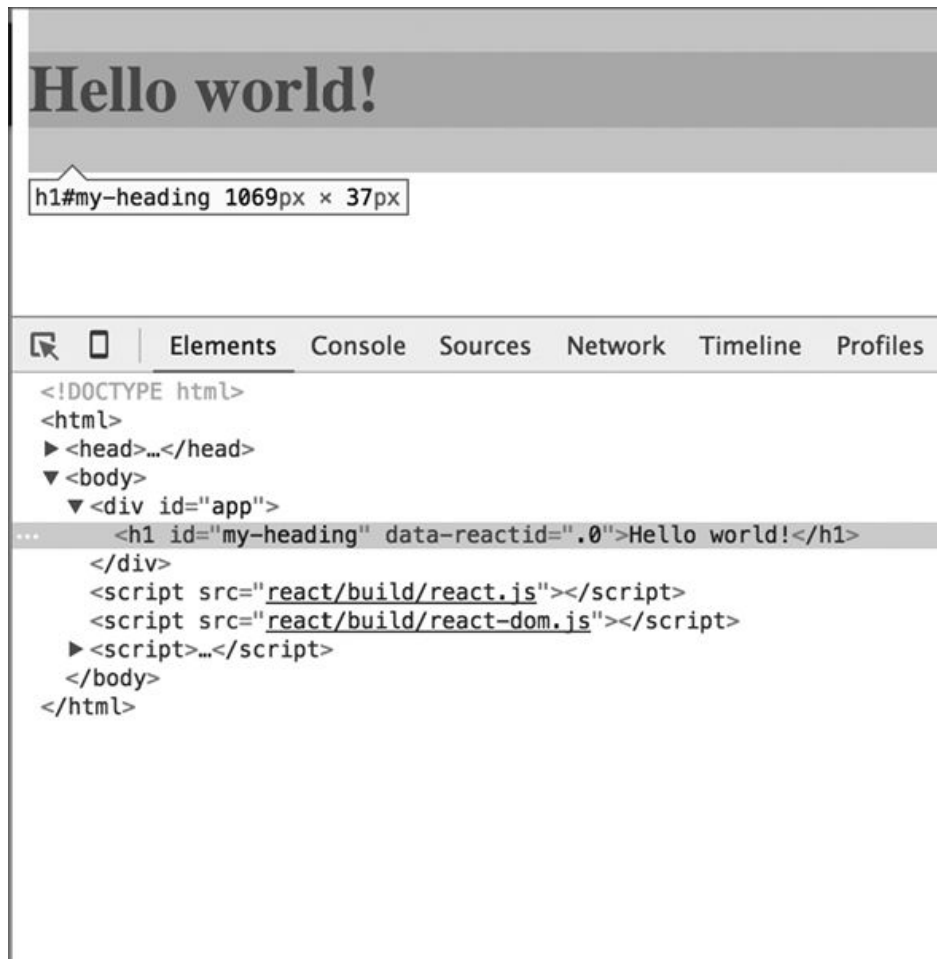 Hello world!
h1#my-heading 1069px × 37px
Elements Console Sources Network Timeline Profiles
<!DOCTYPE html>
<html>
▶<head>…</head>
▼<body>
▼<div id="app">
<h1 id="my-heading" data-reactid=".0">Hello world!</h1>
</div>
<script src="react/build/react.js"></script>
<script src="react/build/react-dom.js"></script>
▶<script>…</script>
</body>
</html>